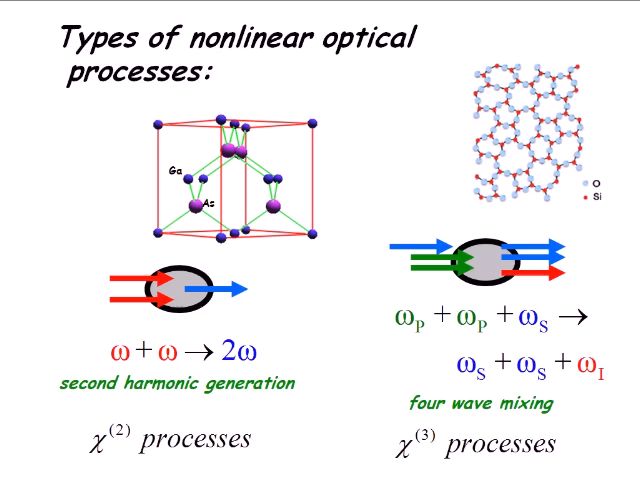 Types of nonlinear optical
processes:
Ga
As
O
Si
ω + ω → 2ω
second harmonic generation
χ(2) processes
ωP + ωP + ωS →
ωS + ωS + ωI
four wave mixing
χ(3) processes